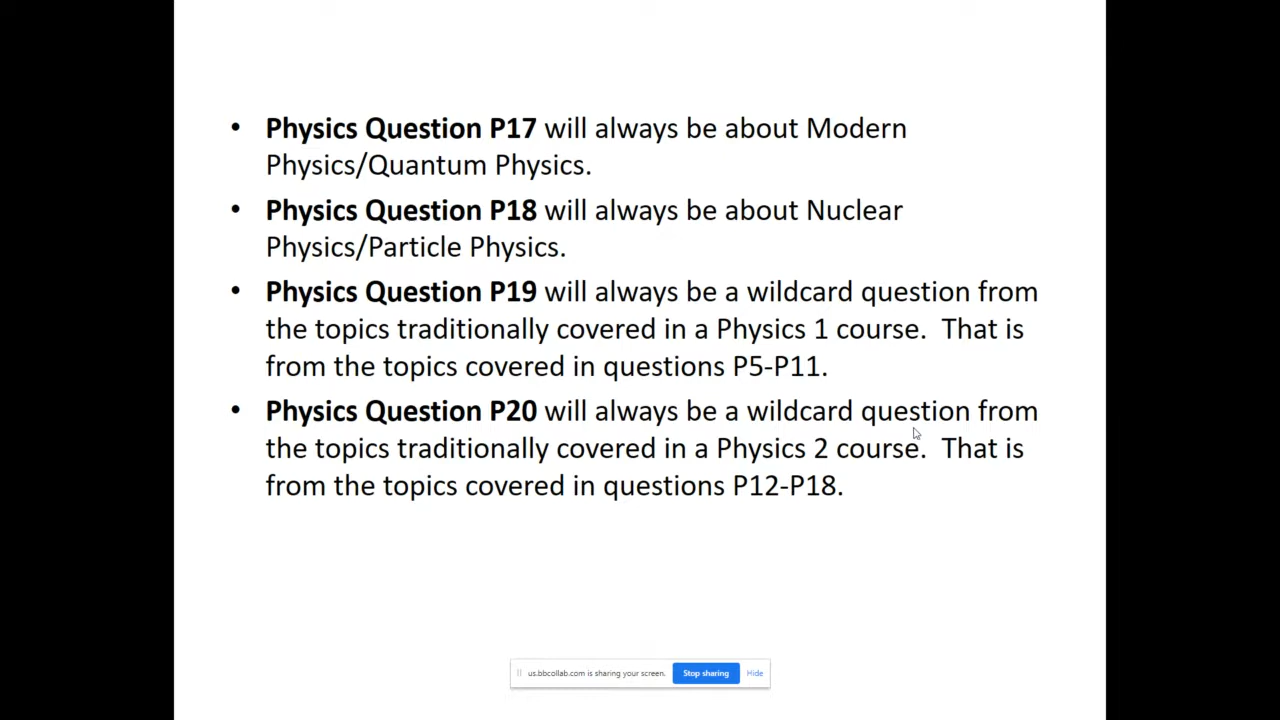 • Physics Question P17 will always be about Modern
Physics/Quantum Physics.
• Physics Question P18 will always be about Nuclear
Physics/Particle Physics.
• Physics Question P19 will always be a wildcard question from
the topics traditionally covered in a Physics 1 course.  That is
from the topics covered in questions P5-P11.
• Physics Question P20 will always be a wildcard question from
the topics traditionally covered in a Physics 2 course.  That is
from the topics covered in questions P12-P18.
us.bbcollab.com is sharing your screen. Stop sharing Hide